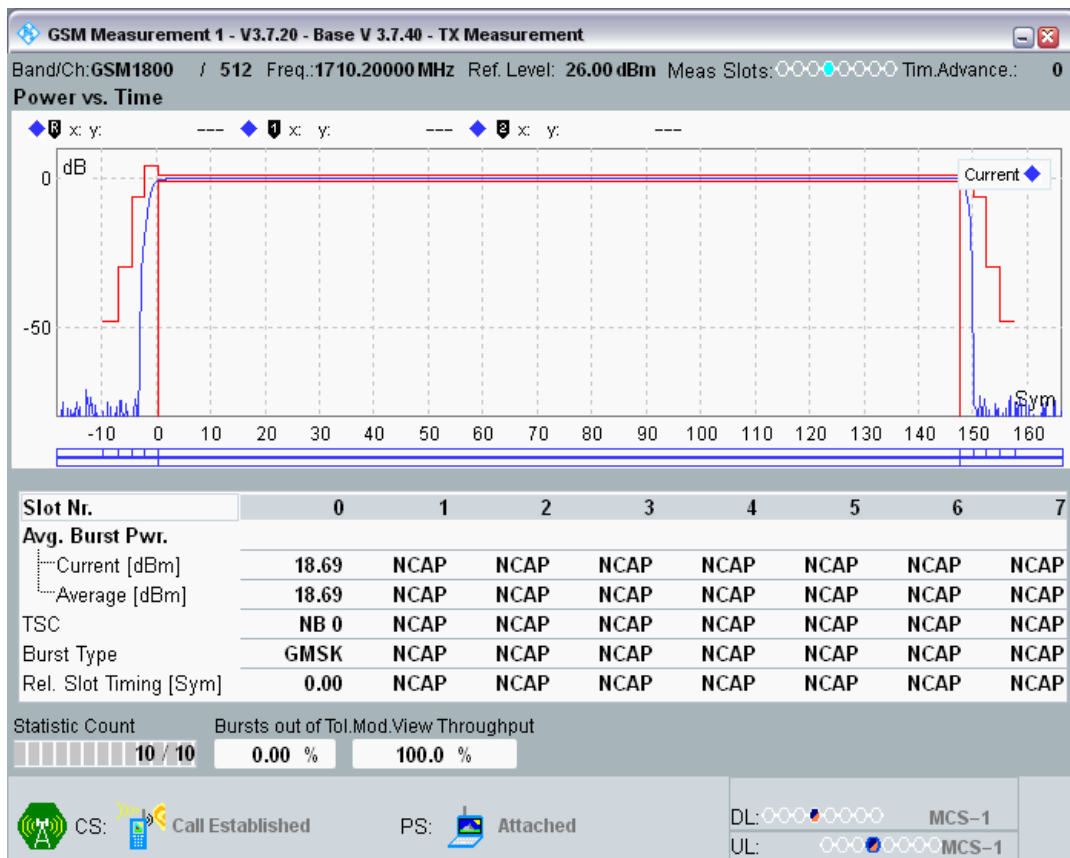 GSM Measurement 1 - V3.7.20 - Base V 3.7.40 - TX Measurement
Band/Ch:GSM1800 / 512 Freq.:1710.20000 MHz Ref. Level: 26.00 dBm Meas Slots: Tim.Advance.: 0
Power vs. Time
R x: y: --- 1 x: y: --- 2 x: y: ---
dB
0
Current
-50
Sym
-10 0 10 20 30 40 50 60 70 80 90 100 110 120 130 140 150 160
Slot Nr. 0 1 2 3 4 5 6 7
Avg. Burst Pwr.
Current [dBm] 18.69 NCAP NCAP NCAP NCAP NCAP NCAP NCAP
Average [dBm] 18.69 NCAP NCAP NCAP NCAP NCAP NCAP NCAP
TSC NB 0 NCAP NCAP NCAP NCAP NCAP NCAP NCAP
Burst Type GMSK NCAP NCAP NCAP NCAP NCAP NCAP NCAP
Rel. Slot Timing [Sym] 0.00 NCAP NCAP NCAP NCAP NCAP NCAP NCAP
Statistic Count Bursts out of Tol.Mod.View Throughput
10 / 10 0.00 % 100.0 %
CS: Call Established PS: Attached
DL: MCS-1
UL: MCS-1